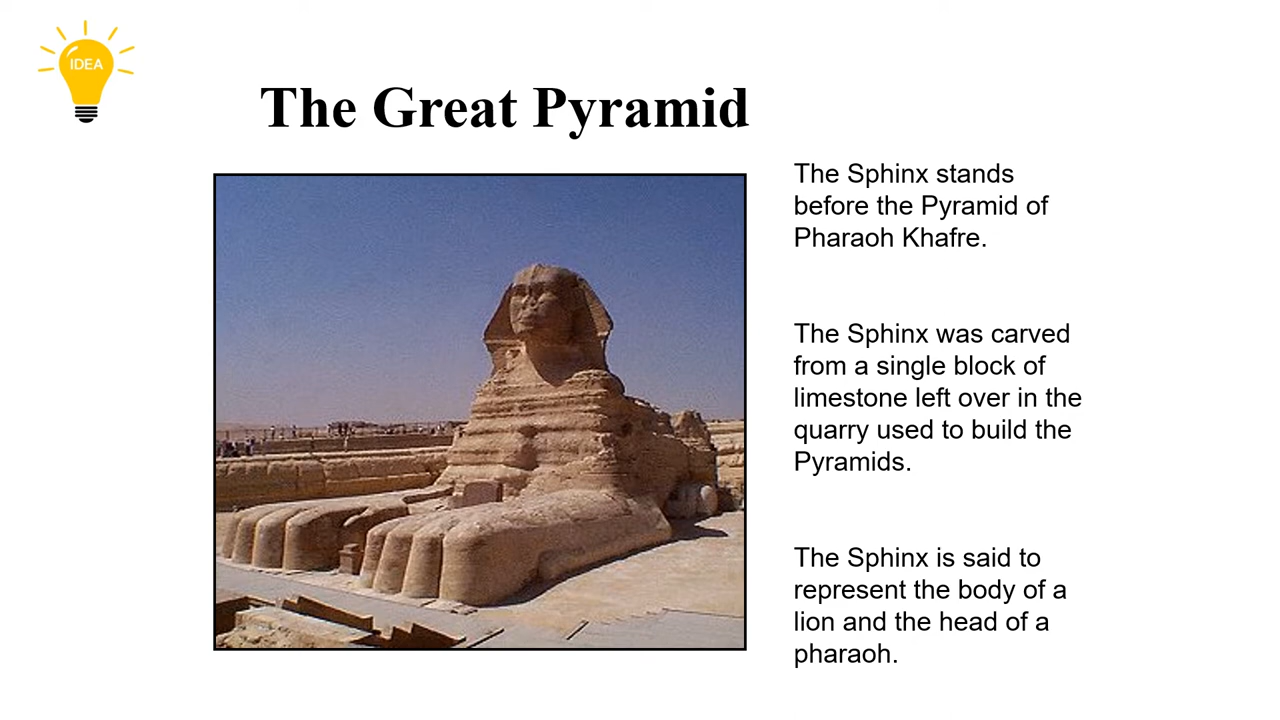 IDEA
The Great Pyramid
The Sphinx stands
before the Pyramid of
Pharaoh Khafre.
The Sphinx was carved
from a single block of
limestone left over in the
quarry used to build the
Pyramids.
The Sphinx is said to
represent the body of a
lion and the head of a
pharaoh.